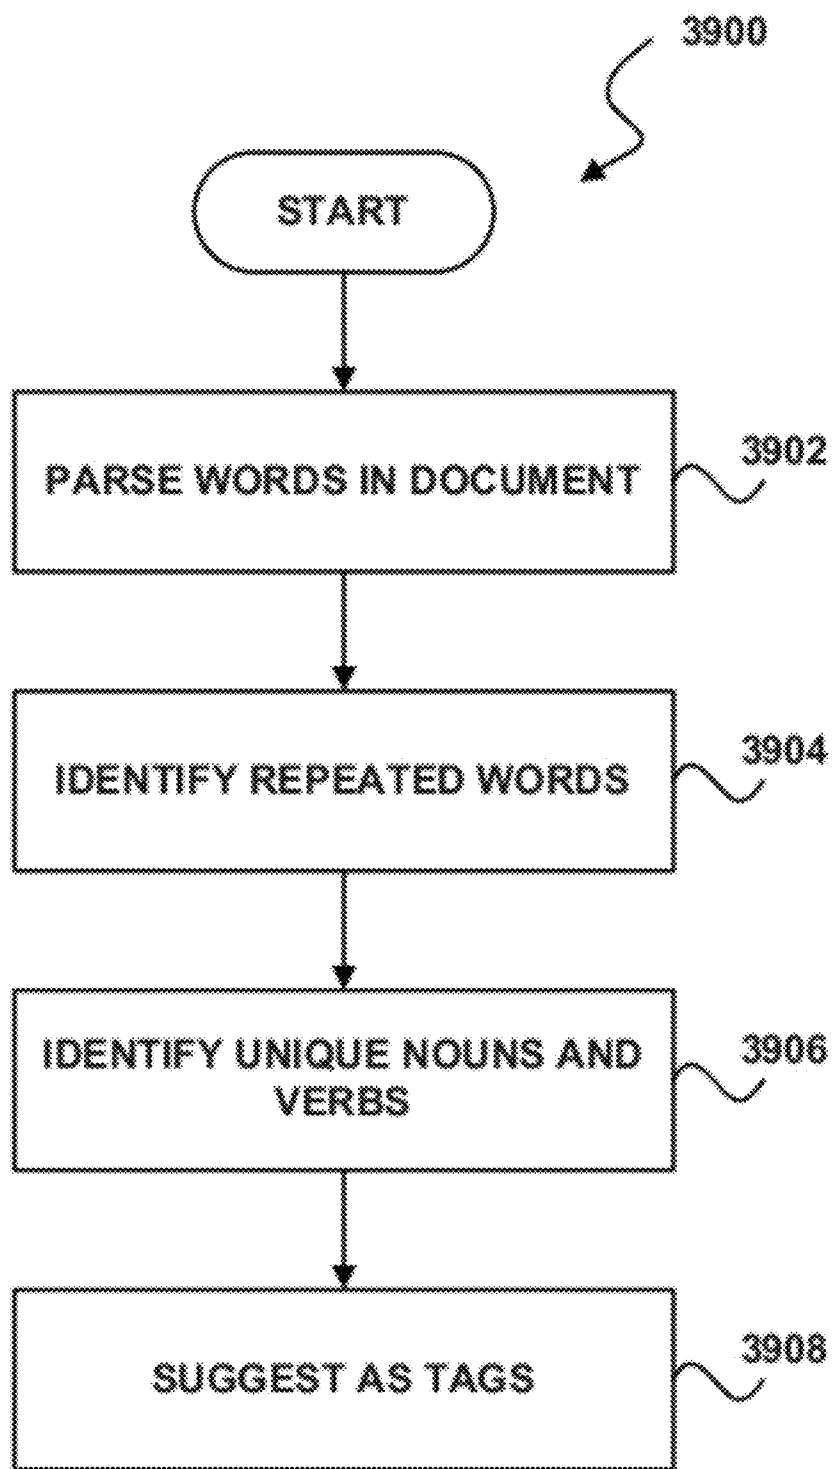 3900
START
PARSE WORDS IN DOCUMENT
3902
IDENTIFY REPEATED WORDS
3904
IDENTIFY UNIQUE NOUNS AND
VERBS
3906
SUGGEST AS TAGS
3908